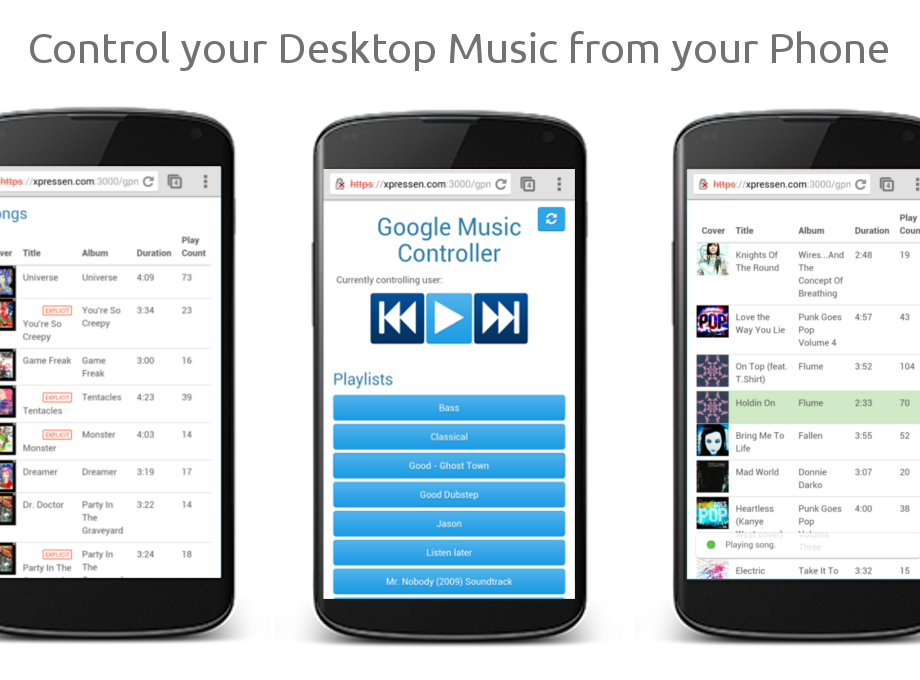 Control your Desktop Music from your Phone
https://xpressen.com:3000/gpn
4
ongs
ver Title Album Duration Play Count
Universe Universe 4:09 73
EXPLICIT
You're So Creepy You're So Creepy 3:34 23
Game Freak Game Freak 3:00 16
EXPLICIT
Tentacles Tentacles 4:23 39
EXPLICIT
Monster Monster 4:03 14
Dreamer Dreamer 3:19 17
Dr. Doctor Party In The Graveyard 3:22 14
EXPLICIT
Party In The Party In The 3:24 18
https://xpressen.com:3000/gpn
4
Google Music
Controller
Currently controlling user:
Playlists
Bass
Classical
Good - Ghost Town
Good Dubstep
Jason
Listen later
Mr. Nobody (2009) Soundtrack
https://xpressen.com:3000/gpn
4
Cover Title Album Duration Play Coun
Knights Of The Round Wires...And The Concept Of Breathing 2:48 19
POP
Love the Way You Lie Punk Goes Pop Volume 4 4:57 43
On Top (feat. T.Shirt) Flume 3:52 104
Holdin On Flume 2:33 70
Bring Me To Life Fallen 3:55 52
Mad World Donnie Darko 3:07 20
POP
Heartless (Kanye West Cover) Punk Goes Pop Volume Three 4:00 38
Playing song.
Electric Take It To 3:32 15